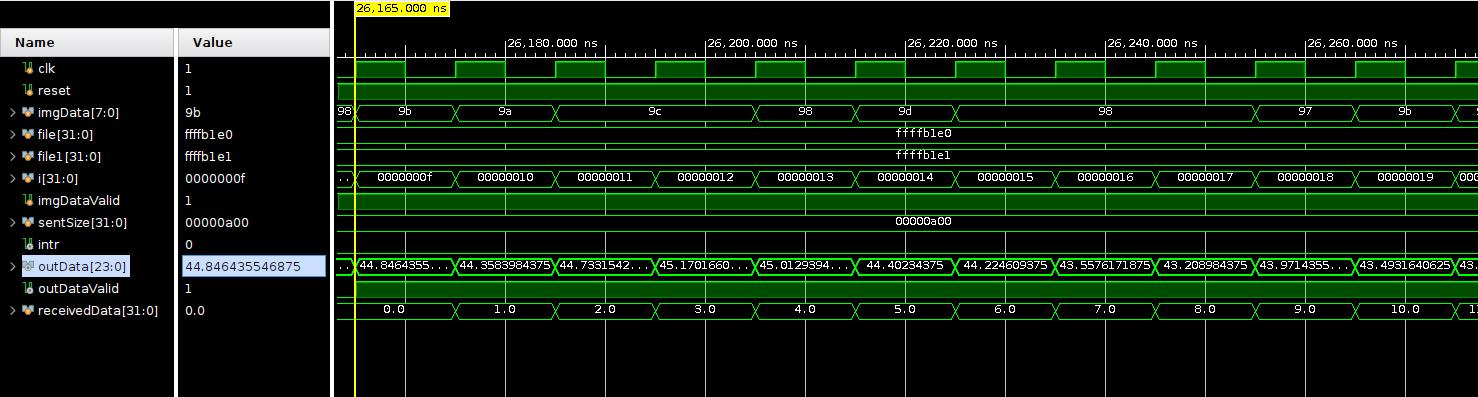 26,165.000 ns
Name Value 26,180.000 ns 26,200.000 ns 26,220.000 ns 26,240.000 ns 26,260.000 ns
clk 1
reset 1
imgData[7:0] 9b 98 9b 9a 9c 98 9d 98 97 9b
file[31:0] ffffb1e0 ffffb1e0
file1[31:0] ffffb1e1 ffffb1e1
i[31:0] 0000000f ... 0000000f 00000010 00000011 00000012 00000013 00000014 00000015 00000016 00000017 00000018 00000019 000
imgDataValid 1
sentSize[31:0] 00000a00 00000a00
intr 0
outData[23:0] 44.846435546875 ... 44.8464355... 44.3583984375 44.7331542... 45.1701660... 45.0129394... 44.40234375 44.224609375 43.5576171875 43.208984375 43.9714355... 43.4931640625 43.
outDataValid 1
receivedData[31:0] 0.0 0.0 1.0 2.0 3.0 4.0 5.0 6.0 7.0 8.0 9.0 10.0